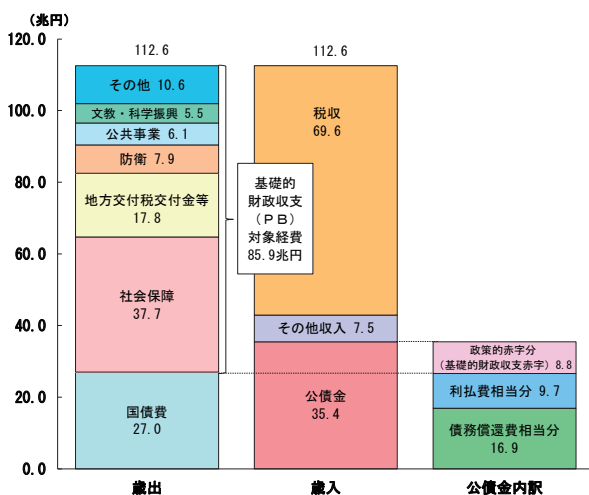 （兆円）
120.0
100.0
80.0
60.0
40.0
20.0
0.0
112.6
その他 10.6
文教・科学振興 5.5
公共事業 6.1
防衛 7.9
地方交付税交付金等
17.8
社会保障
37.7
国債費
27.0
歳出
基礎的
財政収支
（ＰＢ）
対象経費
85.9兆円
112.6
税収
69.6
その他収入 7.5
公債金
35.4
歳入
政策的赤字分
（基礎的財政収支赤字）8.8
利払費相当分 9.7
債務償還費相当分
16.9
公債金内訳